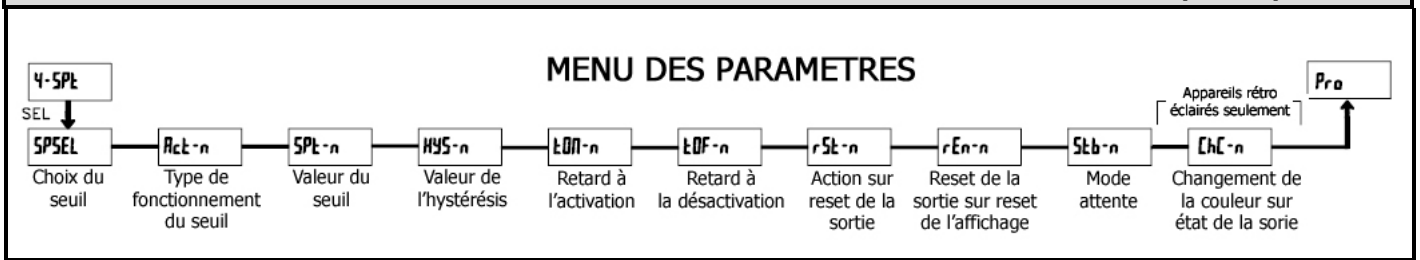 MENU DES PARAMETRES
4-SPt
SEL
Appareils rétro
éclairés seulement
Pro
SPSEL
Act-n
SPt-n
HYS-n
tON-n
tOF-n
rSt-n
rEn-n
Stb-n
ChC-n
Choix du
seuil
Type de
fonctionnement
du seuil
Valeur du
seuil
Valeur de
l'hystérésis
Retard à
l'activation
Retard à
la désactivation
Action sur
reset de la
sortie
Reset de la
sortie sur reset
de l'affichage
Mode
attente
Changement de
la couleur sur
état de la sorie